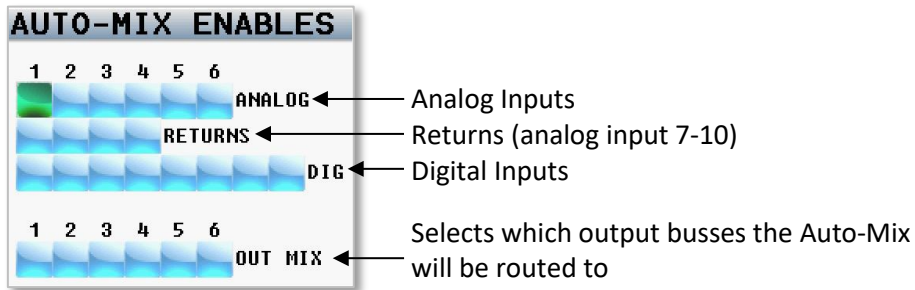 AUTO-MIX ENABLES
1 2 3 4 5 6
ANALOG
Analog Inputs
RETURNS
Returns (analog input 7-10)
DIG
Digital Inputs
1 2 3 4 5 6
OUT MIX
Selects which output busses the Auto-Mix
will be routed to